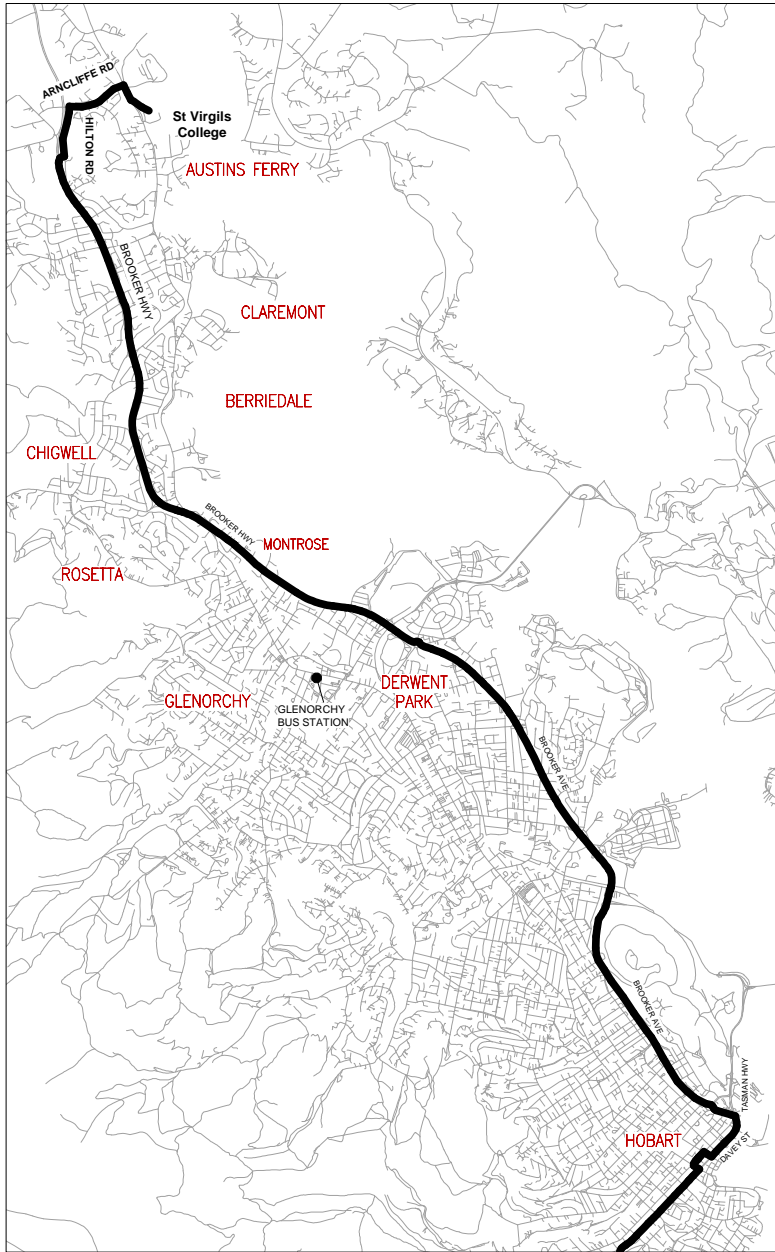 ARNCLIFFE RD
St Virgils
College
HILTON RD
AUSTINS FERRY
BROOKER HWY
CLAREMONT
BERRIEDALE
CHIGWELL
BROOKER HWY
MONTROSE
ROSETTA
DERWENT
PARK
GLENORCHY
GLENORCHY
BUS STATION
BROOKER AVE
BROOKER AVE
TASMAN HWY
HOBART
DAVEY ST